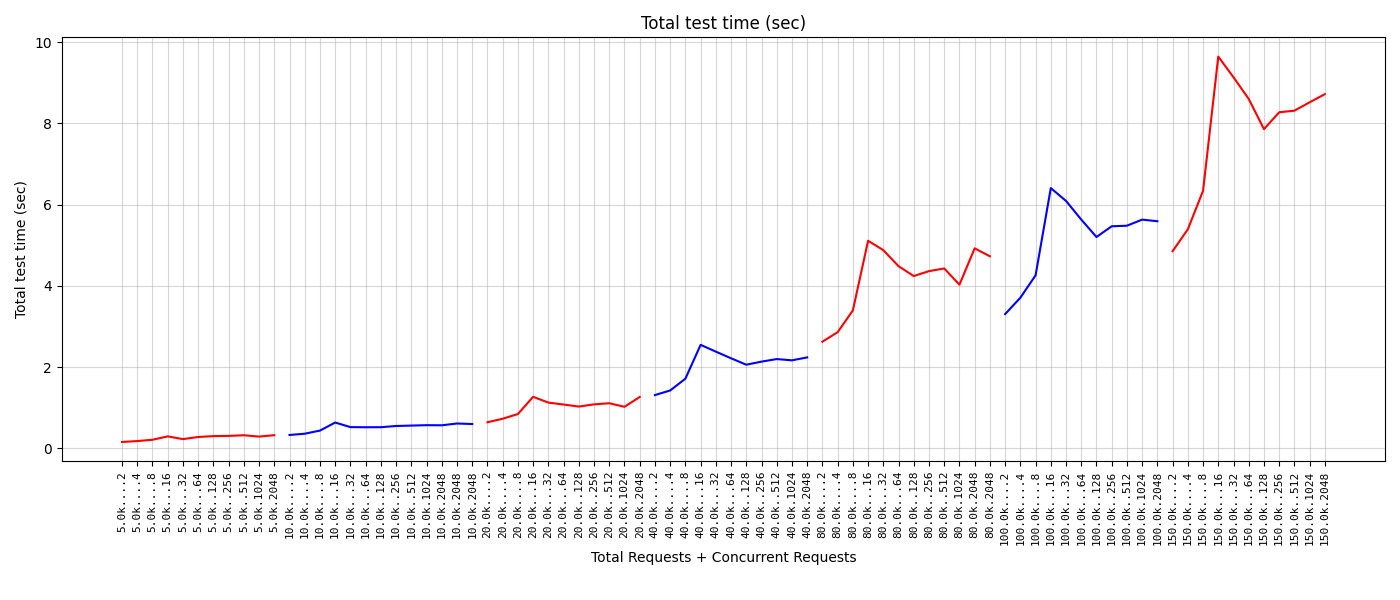 Total test time (sec)
Total test time (sec)
10
8
6
4
2
0
5.0k....2
5.0k....4
5.0k....8
5.0k...16
5.0k...32
5.0k...64
5.0k..128
5.0k..256
5.0k..512
5.0k.1024
5.0k.2048
10.0k....2
10.0k....4
10.0k....8
10.0k...16
10.0k...32
10.0k...64
10.0k..128
10.0k..256
10.0k..512
10.0k.1024
10.0k.2048
10.0k.2048
10.0k.2048
20.0k....2
20.0k....4
20.0k....8
20.0k...16
20.0k...32
20.0k...64
20.0k..128
20.0k..256
20.0k..512
20.0k.1024
20.0k.2048
40.0k....2
40.0k....4
40.0k....8
40.0k...16
40.0k...32
40.0k...64
40.0k..128
40.0k..256
40.0k..512
40.0k.1024
40.0k.2048
80.0k....2
80.0k....4
80.0k....8
80.0k...16
80.0k...32
80.0k...64
80.0k..128
80.0k..256
80.0k..512
80.0k.1024
80.0k.2048
80.0k.2048
100.0k....2
100.0k....4
100.0k....8
100.0k...16
100.0k...32
100.0k...64
100.0k..128
100.0k..256
100.0k..512
100.0k.1024
100.0k.2048
150.0k....2
150.0k....4
150.0k....8
150.0k...16
150.0k...32
150.0k...64
150.0k..128
150.0k..256
150.0k..512
150.0k.1024
150.0k.2048
Total Requests + Concurrent Requests